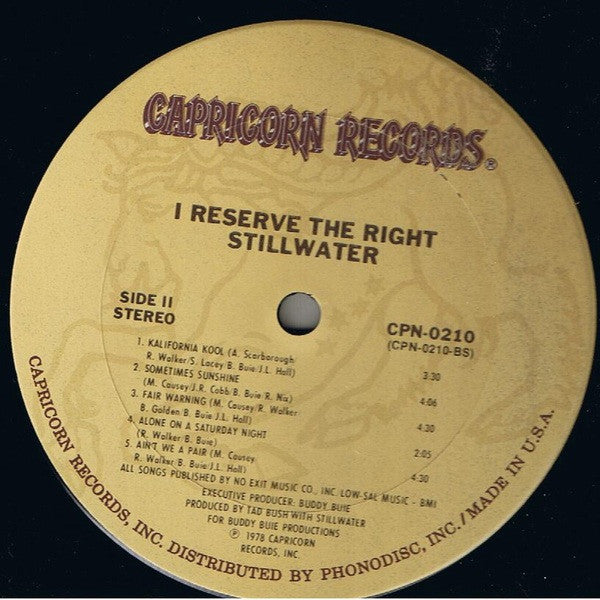 CAPRICORN RECORDS®
I RESERVE THE RIGHT
STILLWATER
SIDE II
STEREO
CPN-0210
(CPN-0210-BS)
1. KALIFORNIA KOOL (A. Scarborough
R. Walker/S. Lacey/B. Buie/J.L. Hall) 3:30
2. SOMETIMES SUNSHINE
(M. Causey/J.R. Cobb/B. Buie/R. Nix) 4:06
3. FAIR WARNING (M. Causey/R. Walker
B. Golden/B. Buie/J.L. Hall) 4:30
4. ALONE ON A SATURDAY NIGHT
(R. Walker/B. Buie) 2:05
5. AIN'T WE A PAIR (M. Causey
R. Walker/B. Buie/J.L. Hall) 4:30
ALL SONGS PUBLISHED BY NO EXIT MUSIC CO., INC. LOW-SAL MUSIC - BMI
EXECUTIVE PRODUCER: BUDDY BUIE
PRODUCED BY TAD BUSH WITH STILLWATER
FOR BUDDY BUIE PRODUCTIONS
℗ 1978 CAPRICORN
RECORDS, INC.
CAPRICORN RECORDS, INC. DISTRIBUTED BY PHONODISC, INC./MADE IN U.S.A.